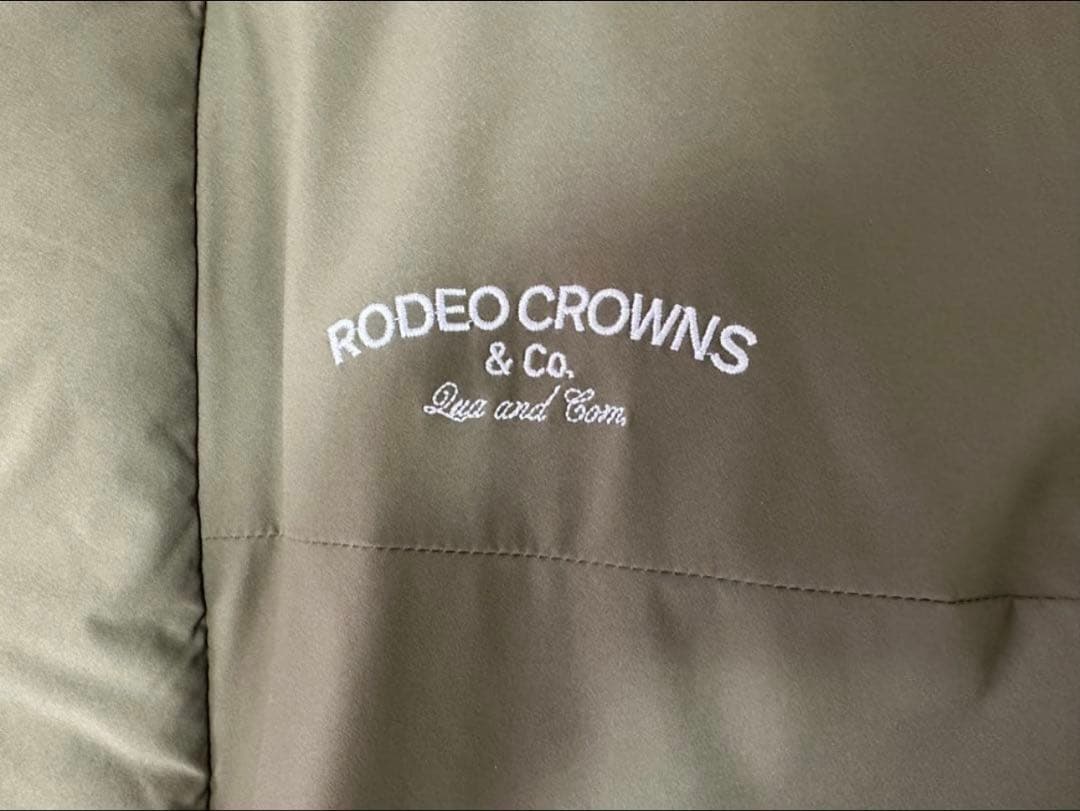 RODEO CROWNS
& Co.
Qua and Com.